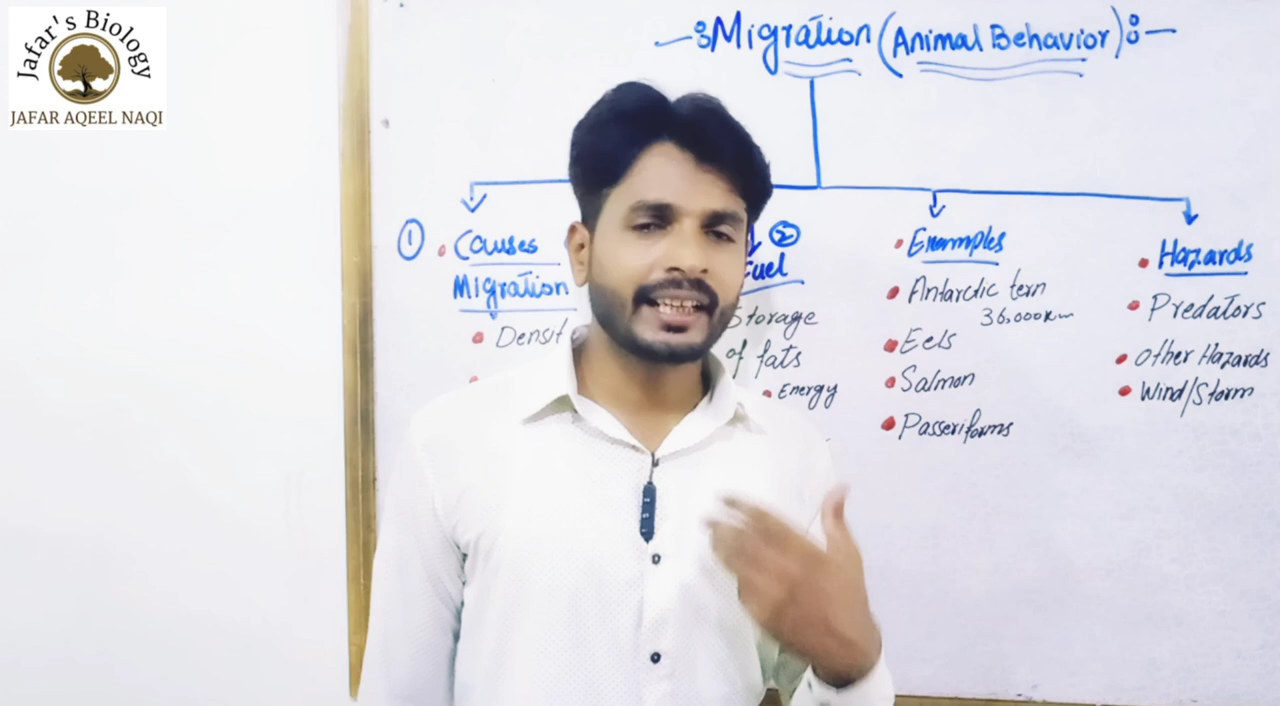 Jafar's Biology
JAFAR AQEEL NAQI
Migration (Animal Behavior)
① Causes
Migration
Densit
②
Fuel
Storage
of fats
Energy
Examples
Antarctic tern
36,000km
Eels
Salmon
Passeriforms
Hazards
Predators
Other Hazards
Wind/Storm